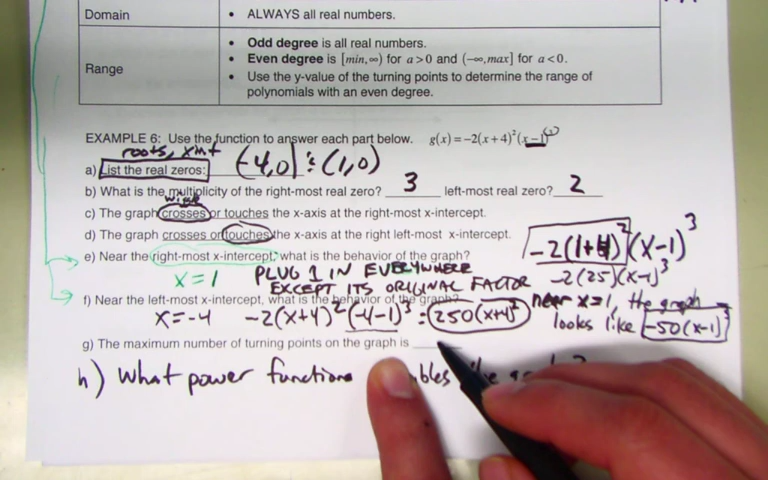 Domain • ALWAYS all real numbers.
Range
• Odd degree is all real numbers.
• Even degree is [min,∞) for a>0 and (−∞,max] for a<0.
• Use the y-value of the turning points to determine the range of
polynomials with an even degree.
EXAMPLE 6: Use the function to answer each part below. g(x)=−2(x+4)²(x−1)³
roots, xint
a) List the real zeros: (-4,0) & (1,0)
b) What is the multiplicity of the right-most real zero? 3 left-most real zero? 2
c) The graph crosses or touches the x-axis at the right-most x-intercept.
d) The graph crosses or touches the x-axis at the right left-most x-intercept.
-2(1+4)²(x-1)³
e) Near the right-most x-intercept, what is the behavior of the graph?
x=1 PLUG 1 IN EVERYWHERE
EXCEPT ITS ORIGINAL FACTOR
-2(25)(x-1)³
f) Near the left-most x-intercept, what is the behavior of the graph?
near x=1, the graph
looks like -50(x-1)³
x=-4 -2(x+4)²(-4-1)³ = 250(x+4)²
g) The maximum number of turning points on the graph is
h) What power function bles the